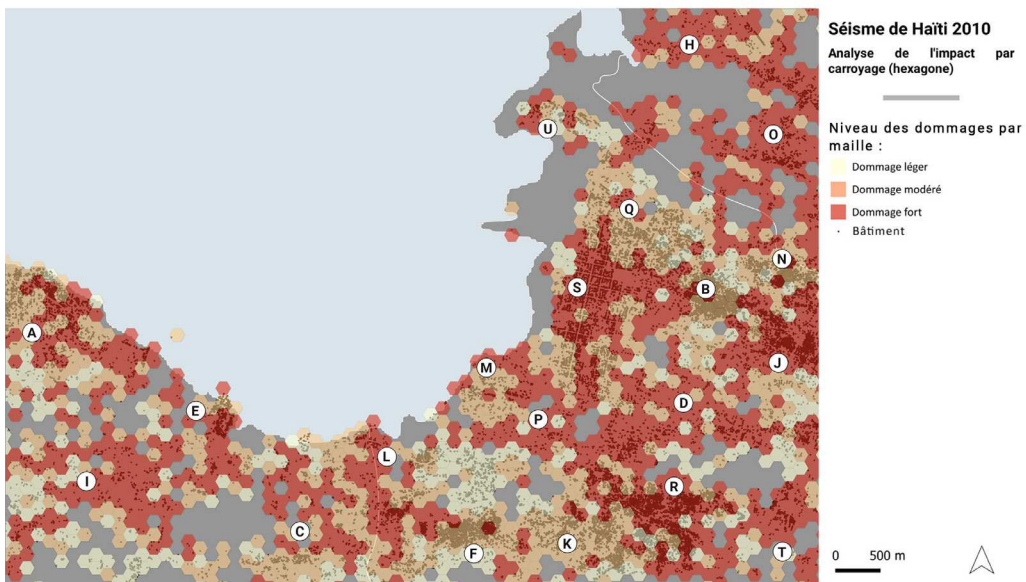 Séisme de Haïti 2010
Analyse de l'impact par
carroyage (hexagone)
Niveau des dommages par
maille :
Dommage léger
Dommage modéré
Dommage fort
Bâtiment
0 500 m
H
U
O
Q
N
S
B
A
J
M
E
D
P
L
I
R
C
K
F
T